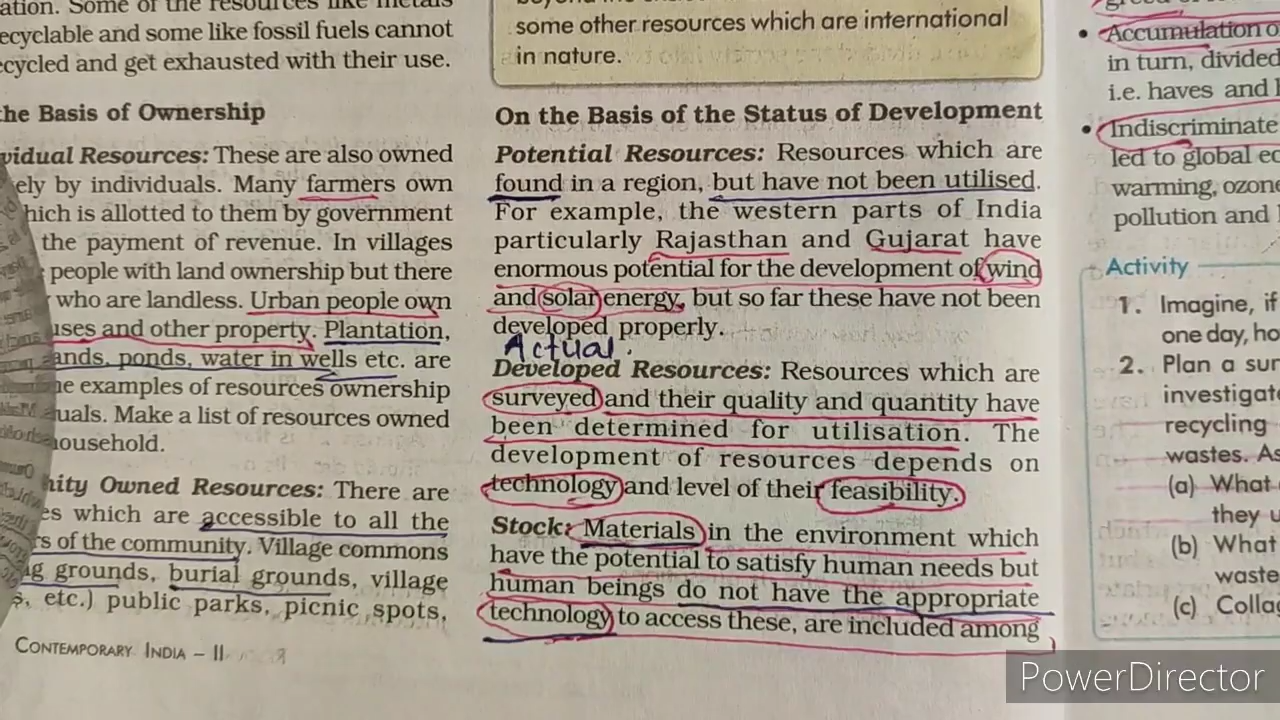 ation. Some of the resources like metals
ecyclable and some like fossil fuels cannot
ecycled and get exhausted with their use.
he Basis of Ownership
vidual Resources: These are also owned
ely by individuals. Many farmers own
hich is allotted to them by government
the payment of revenue. In villages
people with land ownership but there
who are landless. Urban people own
uses and other property. Plantation,
ands, ponds, water in wells etc. are
he examples of resources ownership
uals. Make a list of resources owned
household.
nity Owned Resources: There are
es which are accessible to all the
rs of the community. Village commons
ng grounds, burial grounds, village
s, etc.) public parks, picnic spots,
CONTEMPORARY INDIA – II
some other resources which are international
in nature.
On the Basis of the Status of Development
Potential Resources: Resources which are
found in a region, but have not been utilised.
For example, the western parts of India
particularly Rajasthan and Gujarat have
enormous potential for the development of wind
and solar energy, but so far these have not been
developed properly.
Actual.
Developed Resources: Resources which are
surveyed and their quality and quantity have
been determined for utilisation. The
development of resources depends on
technology and level of their feasibility.
Stock: Materials in the environment which
have the potential to satisfy human needs but
human beings do not have the appropriate
technology to access these, are included among
• Accumulation o
in turn, divided
i.e. haves and h
• Indiscriminate
led to global ec
warming, ozone
pollution and
Activity
1. Imagine, if
one day, ho
2. Plan a sur
investigate
recycling
wastes. As
(a) What
they u
(b) What
waste
(c) Colla
PowerDirector